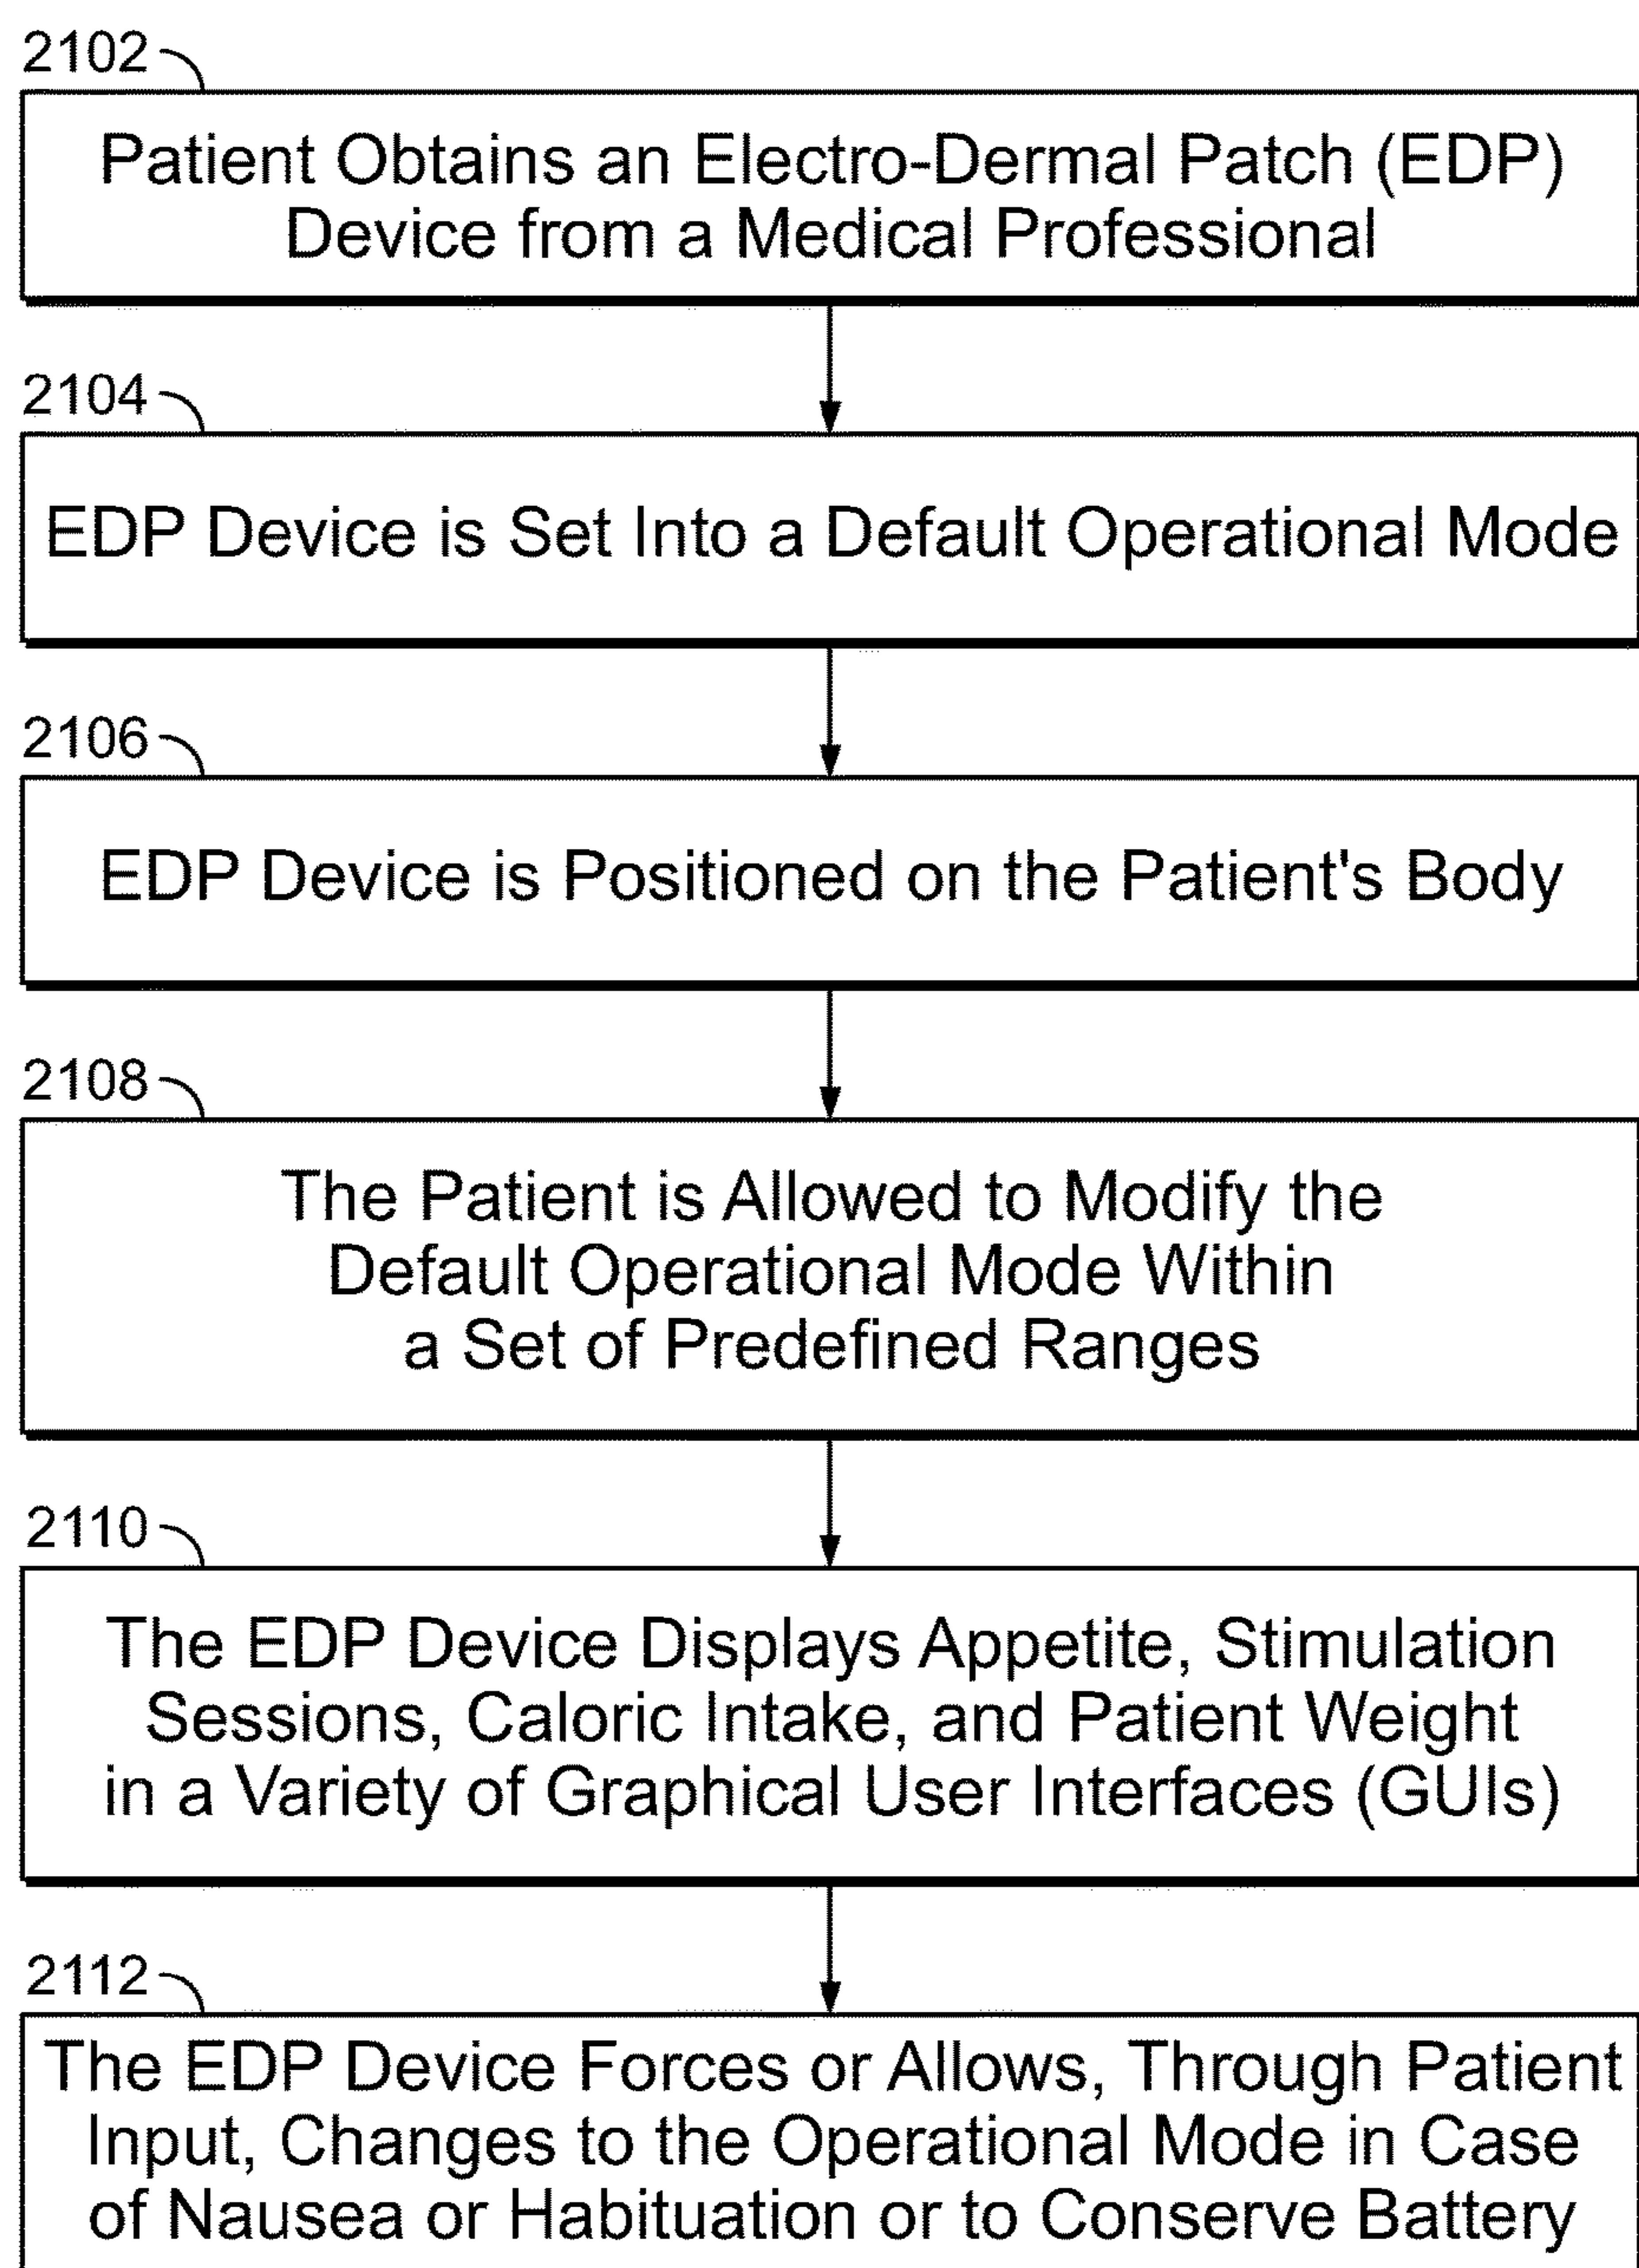 2102
Patient Obtains an Electro-Dermal Patch (EDP)
Device from a Medical Professional
2104
EDP Device is Set Into a Default Operational Mode
2106
EDP Device is Positioned on the Patient's Body
2108
The Patient is Allowed to Modify the
Default Operational Mode Within
a Set of Predefined Ranges
2110
The EDP Device Displays Appetite, Stimulation
Sessions, Caloric Intake, and Patient Weight
in a Variety of Graphical User Interfaces (GUIs)
2112
The EDP Device Forces or Allows, Through Patient
Input, Changes to the Operational Mode in Case
of Nausea or Habituation or to Conserve Battery